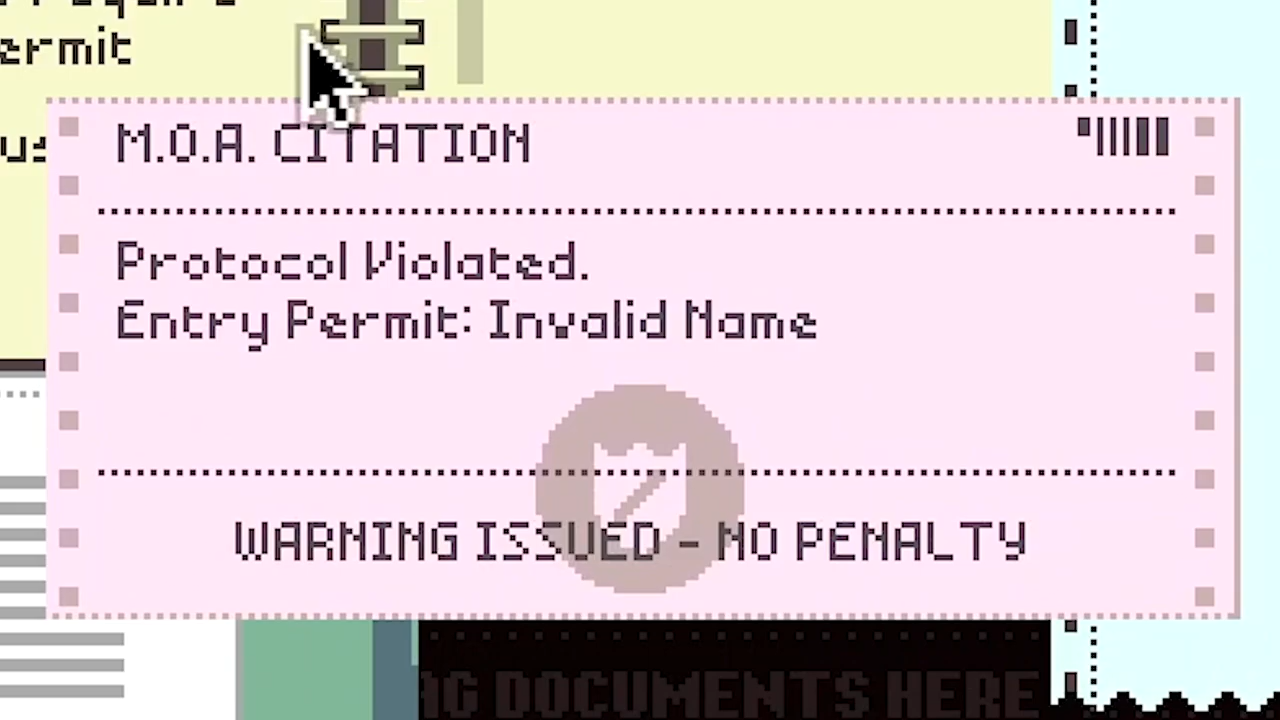 ermit
M.O.A. CITATION
Protocol Violated.
Entry Permit: Invalid Name
WARNING ISSUED - NO PENALTY
DOCUMENTS HERE